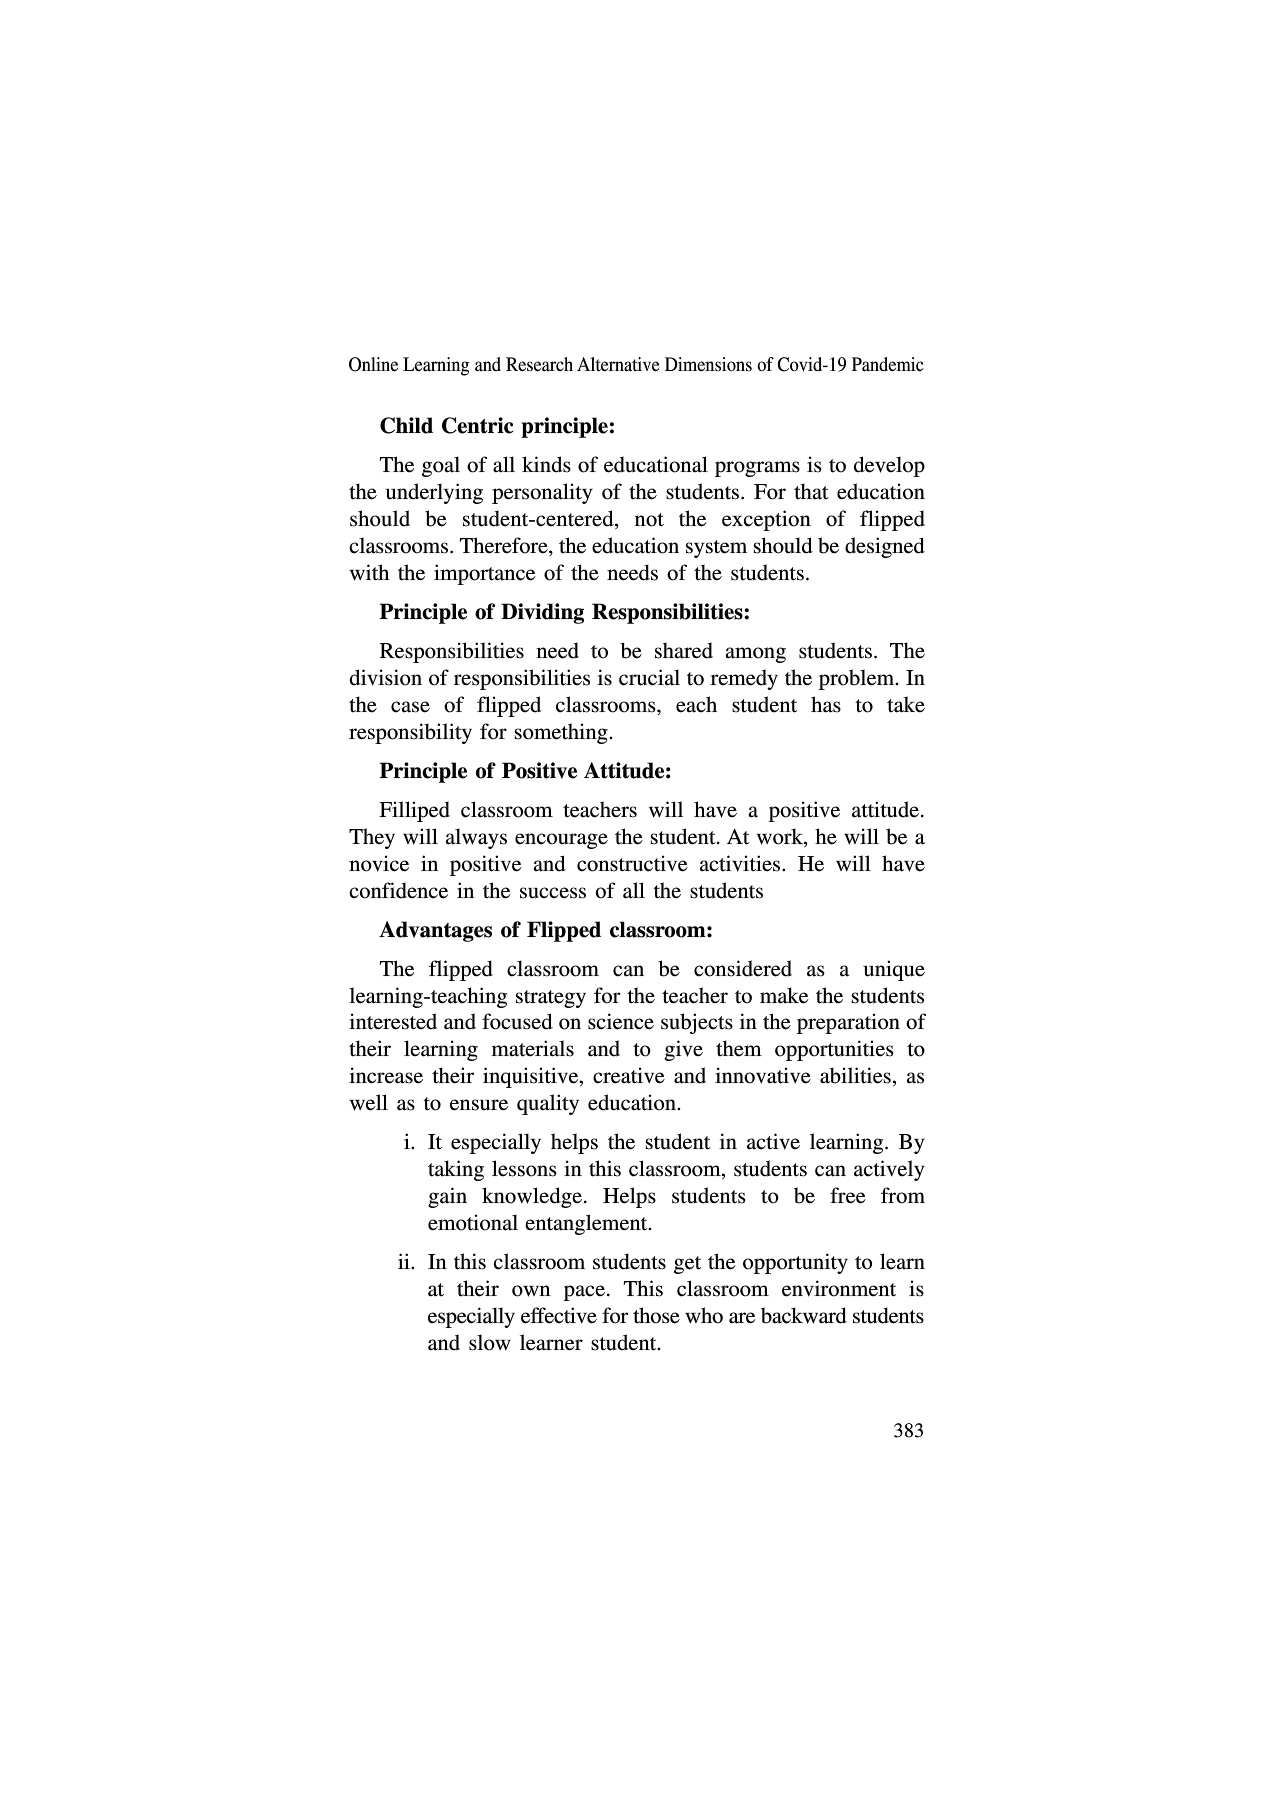 Online Learning and Research Alternative Dimensions of Covid-19 Pandemic
Child Centric principle:
The goal of all kinds of educational programs is to develop
the underlying personality of the students. For that education
should be student-centered, not the exception of flipped
classrooms. Therefore, the education system should be designed
with the importance of the needs of the students.
Principle of Dividing Responsibilities:
Responsibilities need to be shared among students. The
division of responsibilities is crucial to remedy the problem. In
the case of flipped classrooms, each student has to take
responsibility for something.
Principle of Positive Attitude:
Filliped classroom teachers will have a positive attitude.
They will always encourage the student. At work, he will be a
novice in positive and constructive activities. He will have
confidence in the success of all the students
Advantages of Flipped classroom:
The flipped classroom can be considered as a unique
learning-teaching strategy for the teacher to make the students
interested and focused on science subjects in the preparation of
their learning materials and to give them opportunities to
increase their inquisitive, creative and innovative abilities, as
well as to ensure quality education.
i. It especially helps the student in active learning. By
taking lessons in this classroom, students can actively
gain knowledge. Helps students to be free from
emotional entanglement.
ii. In this classroom students get the opportunity to learn
at their own pace. This classroom environment is
especially effective for those who are backward students
and slow learner student.
383